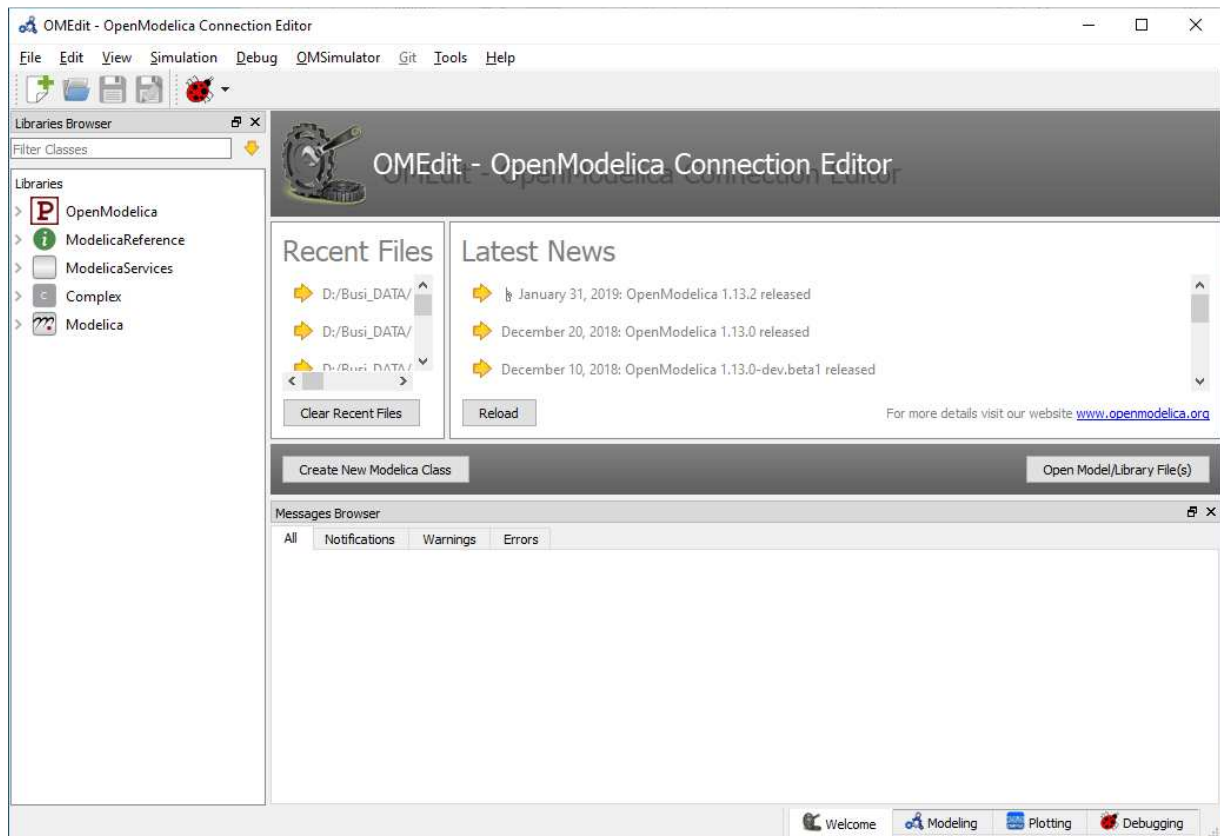 OMEdit - OpenModelica Connection Editor
File Edit View Simulation Debug OMSimulator Git Tools Help
Libraries Browser
Filter Classes
Libraries
P OpenModelica
i ModelicaReference
ModelicaServices
C Complex
Modelica
OMEdit - OpenModelica Connection Editor
Recent Files
D:/Busi_DATA/
D:/Busi_DATA/
D:/Busi_DATA/
Clear Recent Files
Latest News
January 31, 2019: OpenModelica 1.13.2 released
December 20, 2018: OpenModelica 1.13.0 released
December 10, 2018: OpenModelica 1.13.0-dev.beta1 released
Reload
For more details visit our website www.openmodelica.org
Create New Modelica Class
Open Model/Library File(s)
Messages Browser
All Notifications Warnings Errors
Welcome Modeling Plotting Debugging